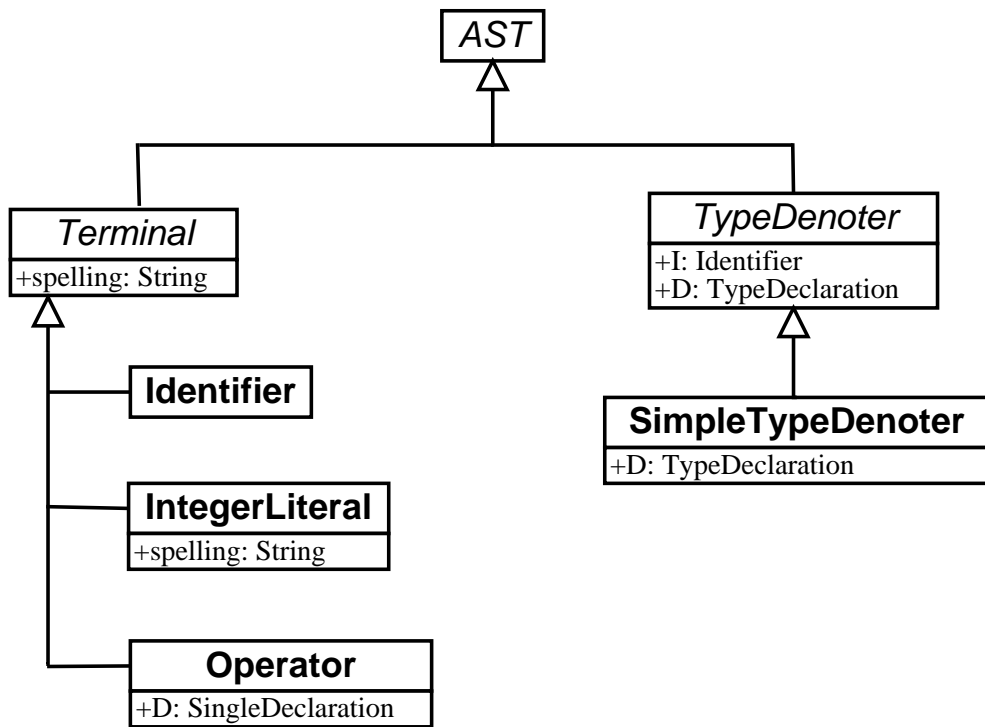 AST
Terminal
+spelling: String
TypeDenoter
+I: Identifier
+D: TypeDeclaration
Identifier
SimpleTypeDenoter
+D: TypeDeclaration
IntegerLiteral
+spelling: String
Operator
+D: SingleDeclaration